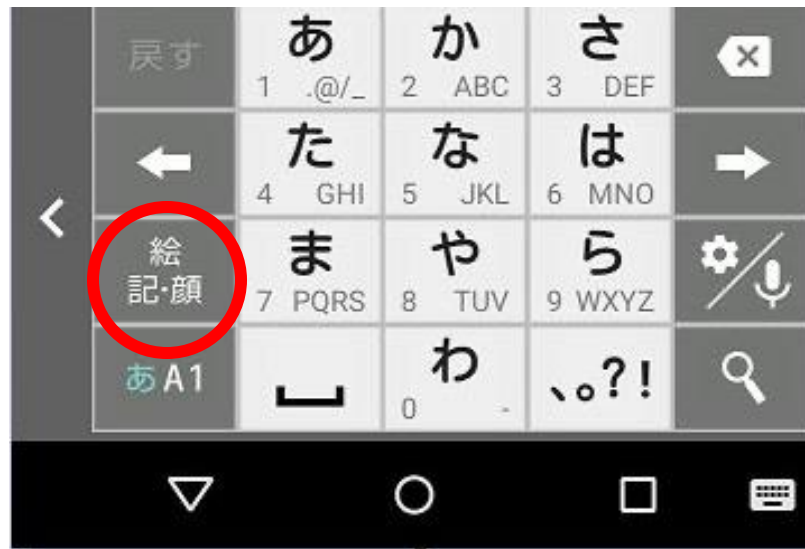 戻す
あ
1 .@/_
か
2 ABC
さ
3 DEF
た
4 GHI
な
5 JKL
は
6 MNO
絵
記・顔
ま
7 PQRS
や
8 TUV
ら
9 WXYZ
あA1
わ
0 -
、。?!